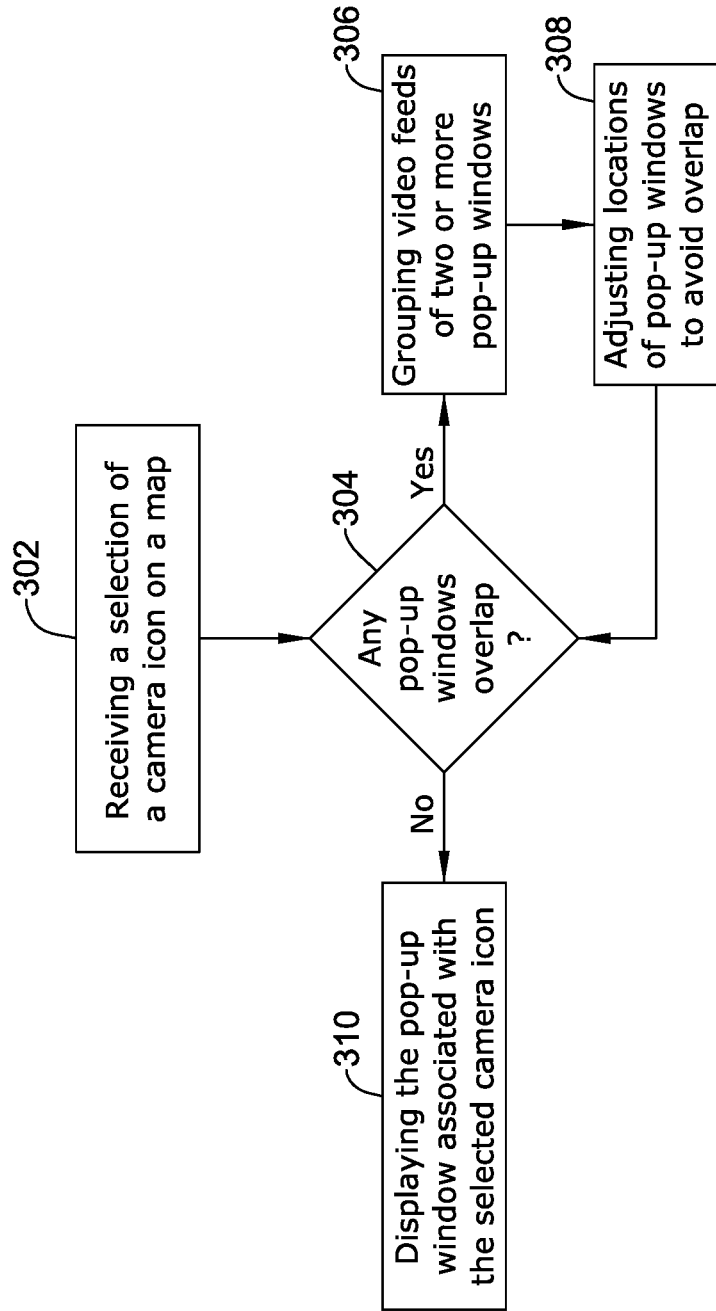 302
Receiving a selection of
a camera icon on a map
304
Any
pop-up
windows
overlap
?
Yes
306
Grouping video feeds
of two or more
pop-up windows
308
Adjusting locations
of pop-up windows
to avoid overlap
No
310
Displaying the pop-up
window associated with
the selected camera icon